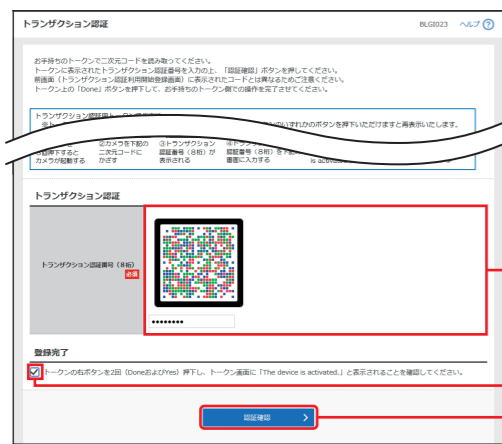 トランザクション認証
BLGI023 ヘルプ ?
お手持ちのトークンで二次元コードを読み取ってください。
トークンに表示されたトランザクション認証番号を入力の上、「認証確認」ボタンを押してください。
前画面（トランザクション認証利用開始登録画面）に表示されたコードとは異なるためご注意ください。
トークン上の「Done」ボタンを押下して、お手持ちのトークン側での操作を完了させてください。
ンのいずれかのボタンを押下いただけますと再表示いたします。
②カメラを下記の ③トランザクション
押下すると 二次元コードに 認証番号（8桁）が 認証番号（8桁）を下記
カメラが起動する かざす 表示される 画面に入力する
トランザクション認証
トランザクション認証番号（8桁）
必須
••••••••
登録完了
トークンの右ボタンを2回（DoneおよびYes）押下し、トークン画面に「The device is activated.」と表示されることを確認してください。
認証確認